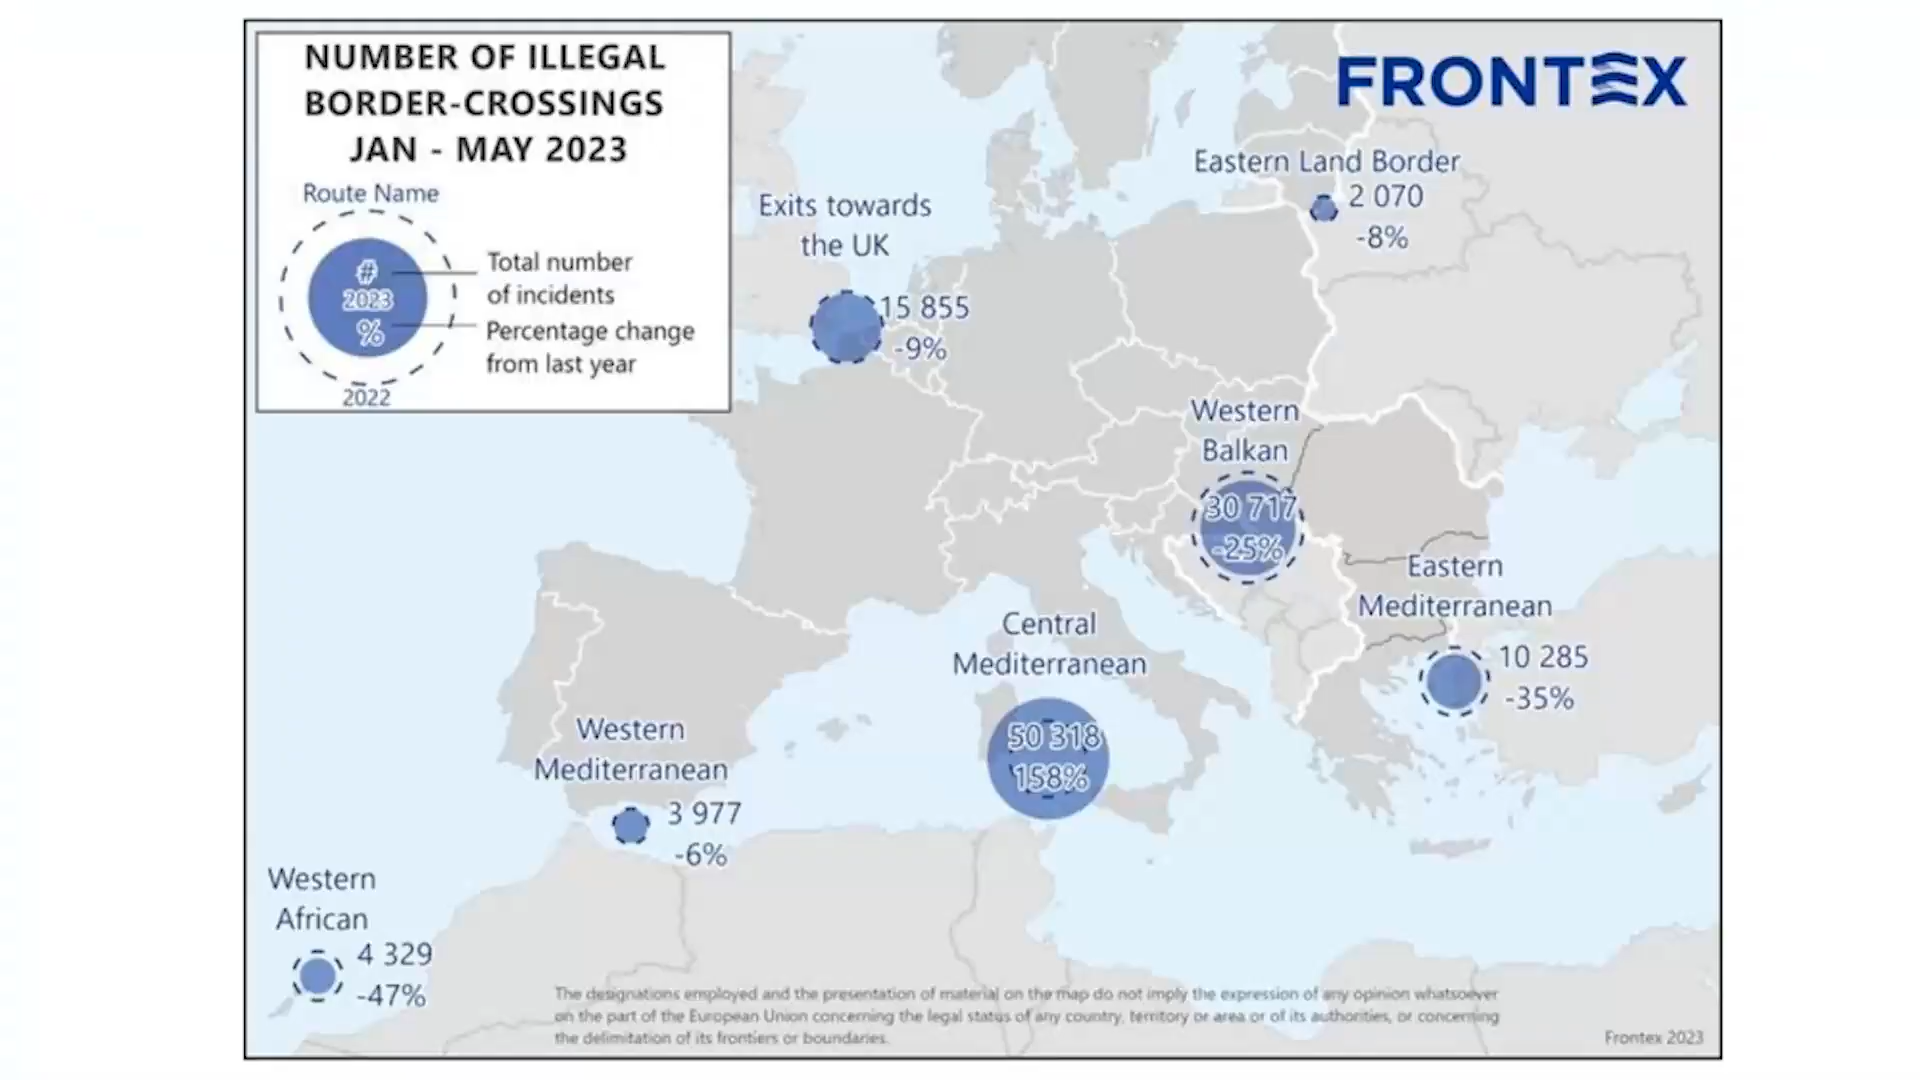 NUMBER OF ILLEGAL
BORDER-CROSSINGS
JAN - MAY 2023
Route Name
#
2023
%
2022
Total number
of incidents
Percentage change
from last year
FRONTEX
Eastern Land Border
2 070
-8%
Exits towards
the UK
15 855
-9%
Western
Balkan
30 717
-25%
Eastern
Mediterranean
10 285
-35%
Central
Mediterranean
50 318
158%
Western
Mediterranean
3 977
-6%
Western
African
4 329
-47%
The designations employed and the presentation of material on the map do not imply the expression of any opinion whatsoever
on the part of the European Union concerning the legal status of any country, territory or area or of its authorities, or concerning
the delimitation of its frontiers or boundaries.
Frontex 2023